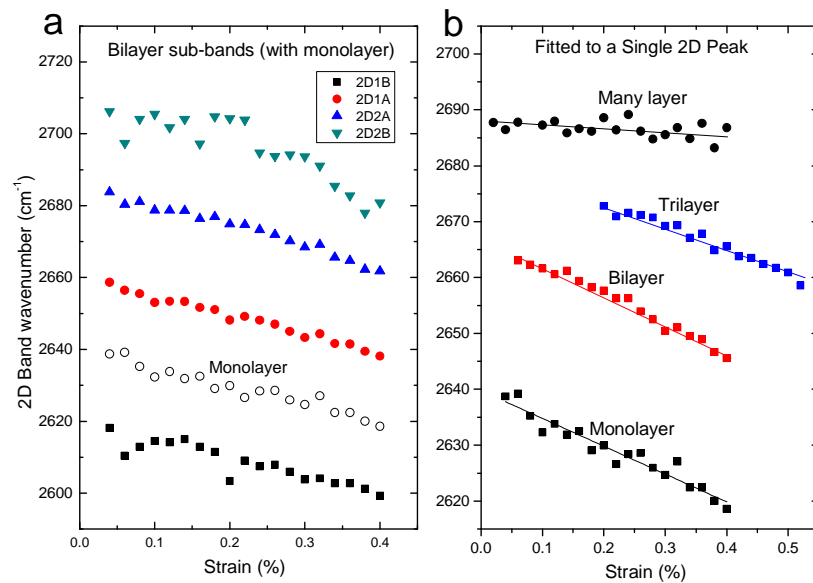 a
Bilayer sub-bands (with monolayer)
2D1B
2D1A
2D2A
2D2B
Monolayer
2D Band wavenumber (cm-1)
2720
2700
2680
2660
2640
2620
2600
0.0 0.1 0.2 0.3 0.4
Strain (%)
b
Fitted to a Single 2D Peak
Many layer
Trilayer
Bilayer
Monolayer
2700
2690
2680
2670
2660
2650
2640
2630
2620
0.0 0.1 0.2 0.3 0.4 0.5
Strain (%)